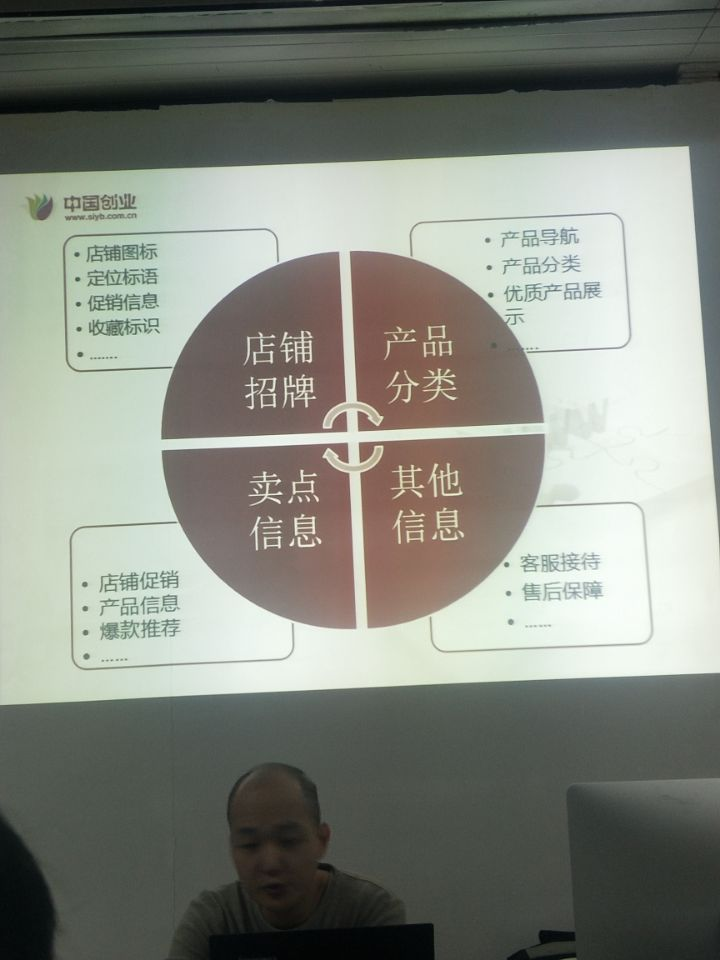 中国创业
www.siyb.com.cn
• 店铺图标
• 定位标语
• 促销信息
• 收藏标识
• .......
• 产品导航
• 产品分类
• 优质产品展
示
• .......
店铺
招牌
产品
分类
卖点
信息
其他
信息
• 店铺促销
• 产品信息
• 爆款推荐
• ......
• 客服接待
• 售后保障
• ......